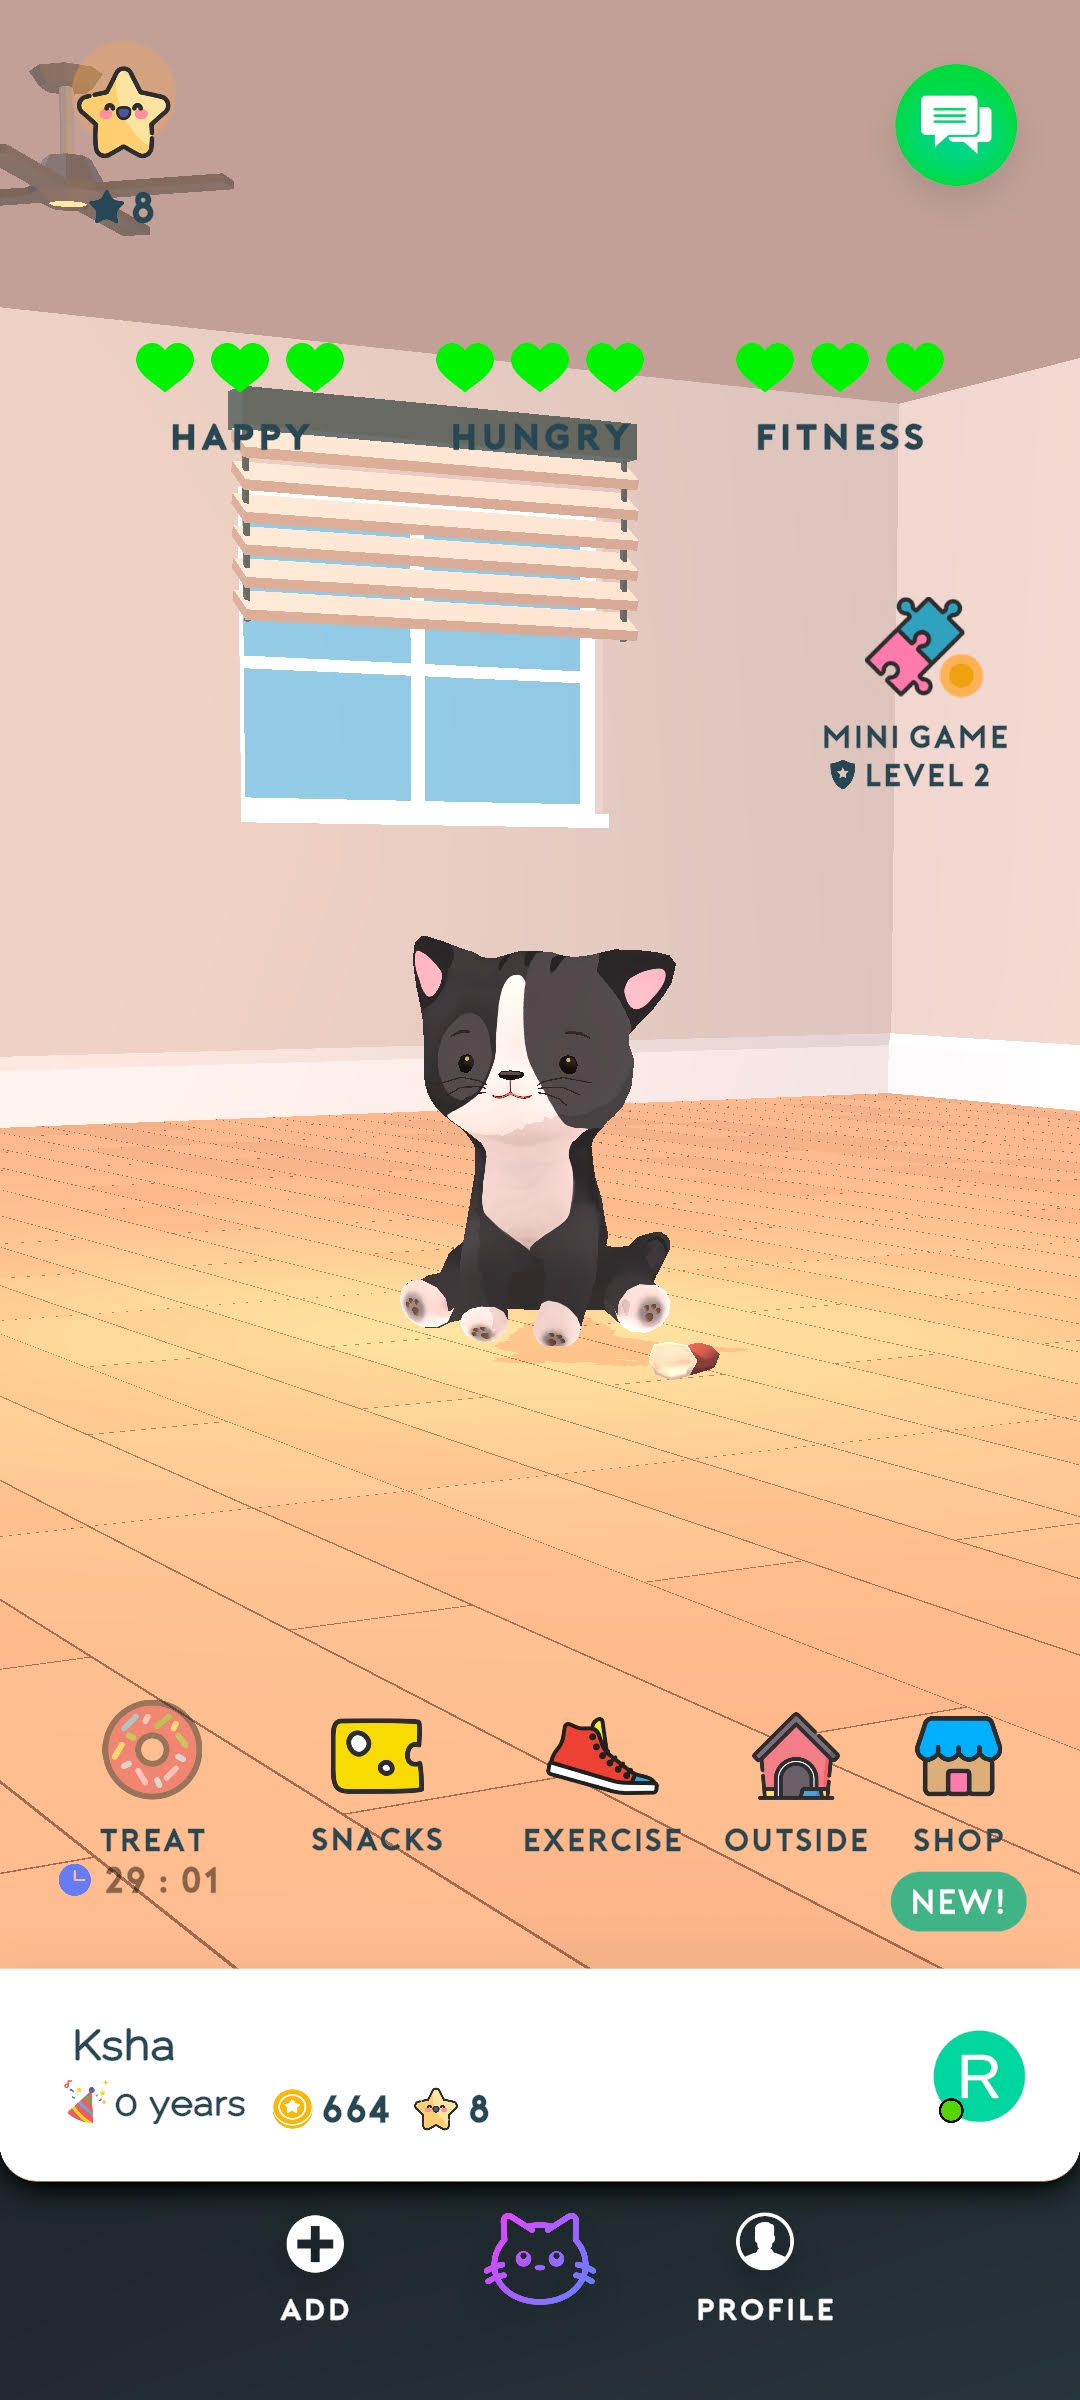 8
HAPPY HUNGRY FITNESS
MINI GAME
LEVEL 2
TREAT SNACKS EXERCISE OUTSIDE SHOP
29 : 01
NEW!
Ksha
0 years 664 8
R
ADD PROFILE